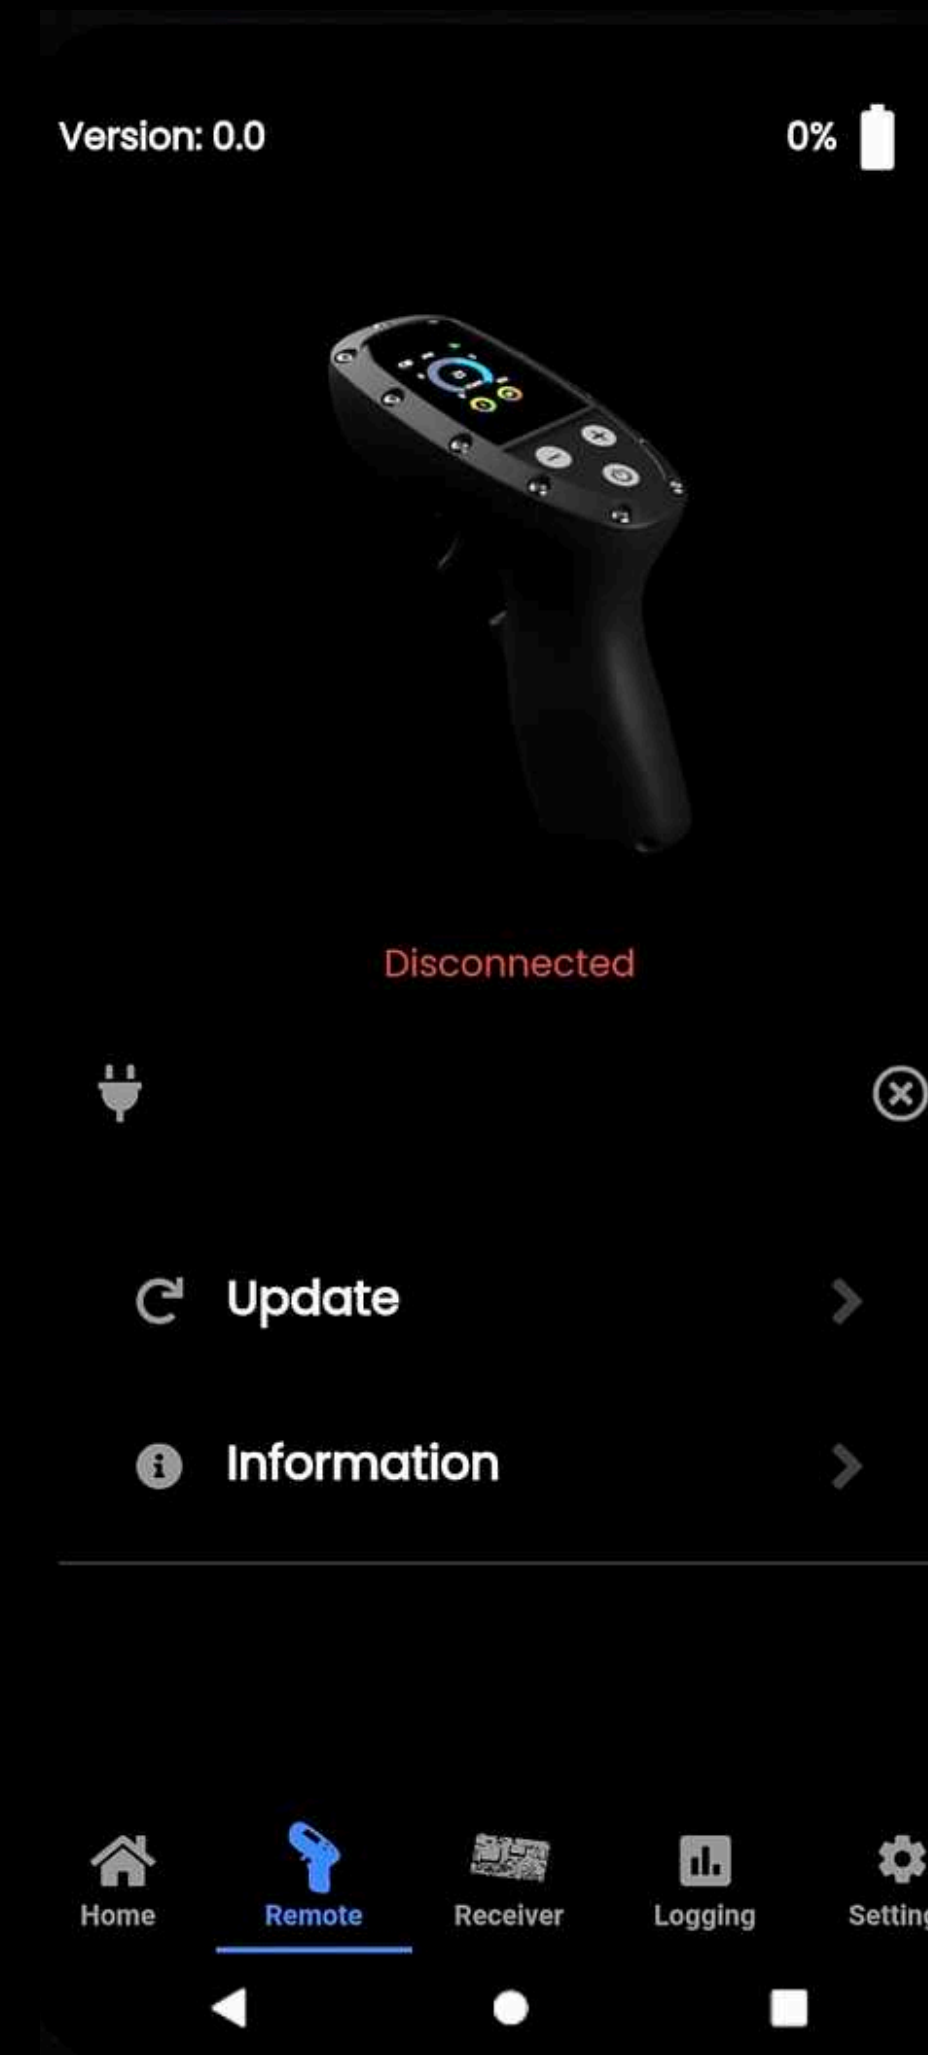 Version: 0.0
0%
Disconnected
Update
Information
Home
Remote
Receiver
Logging
Setting